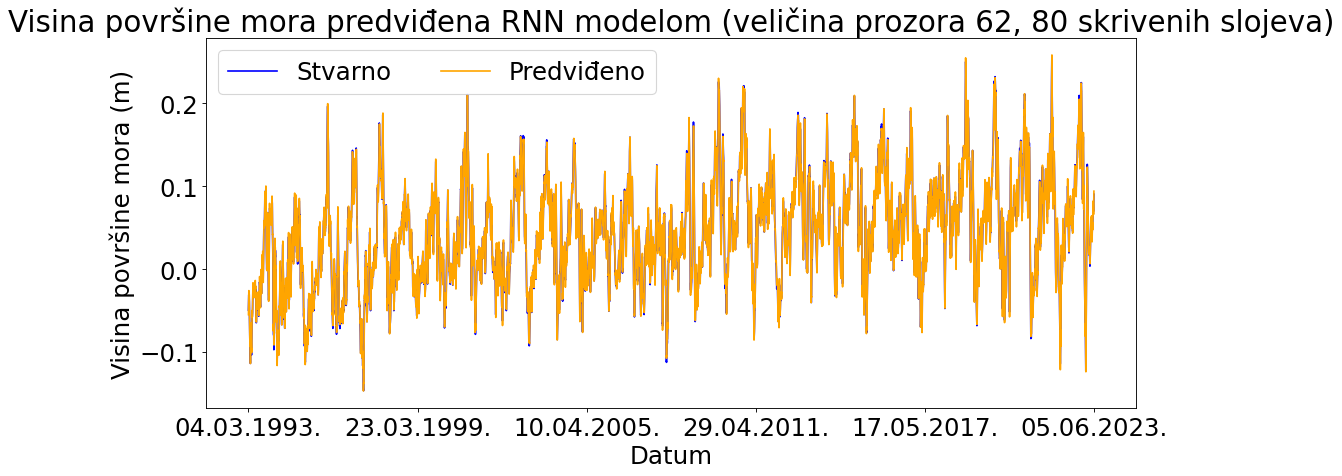 Visina površine mora predviđena RNN modelom (veličina prozora 62, 80 skrivenih slojeva)
Stvarno
Predviđeno
Visina površine mora (m)
0.2
0.1
0.0
−0.1
04.03.1993.
23.03.1999.
10.04.2005.
29.04.2011.
17.05.2017.
05.06.2023.
Datum